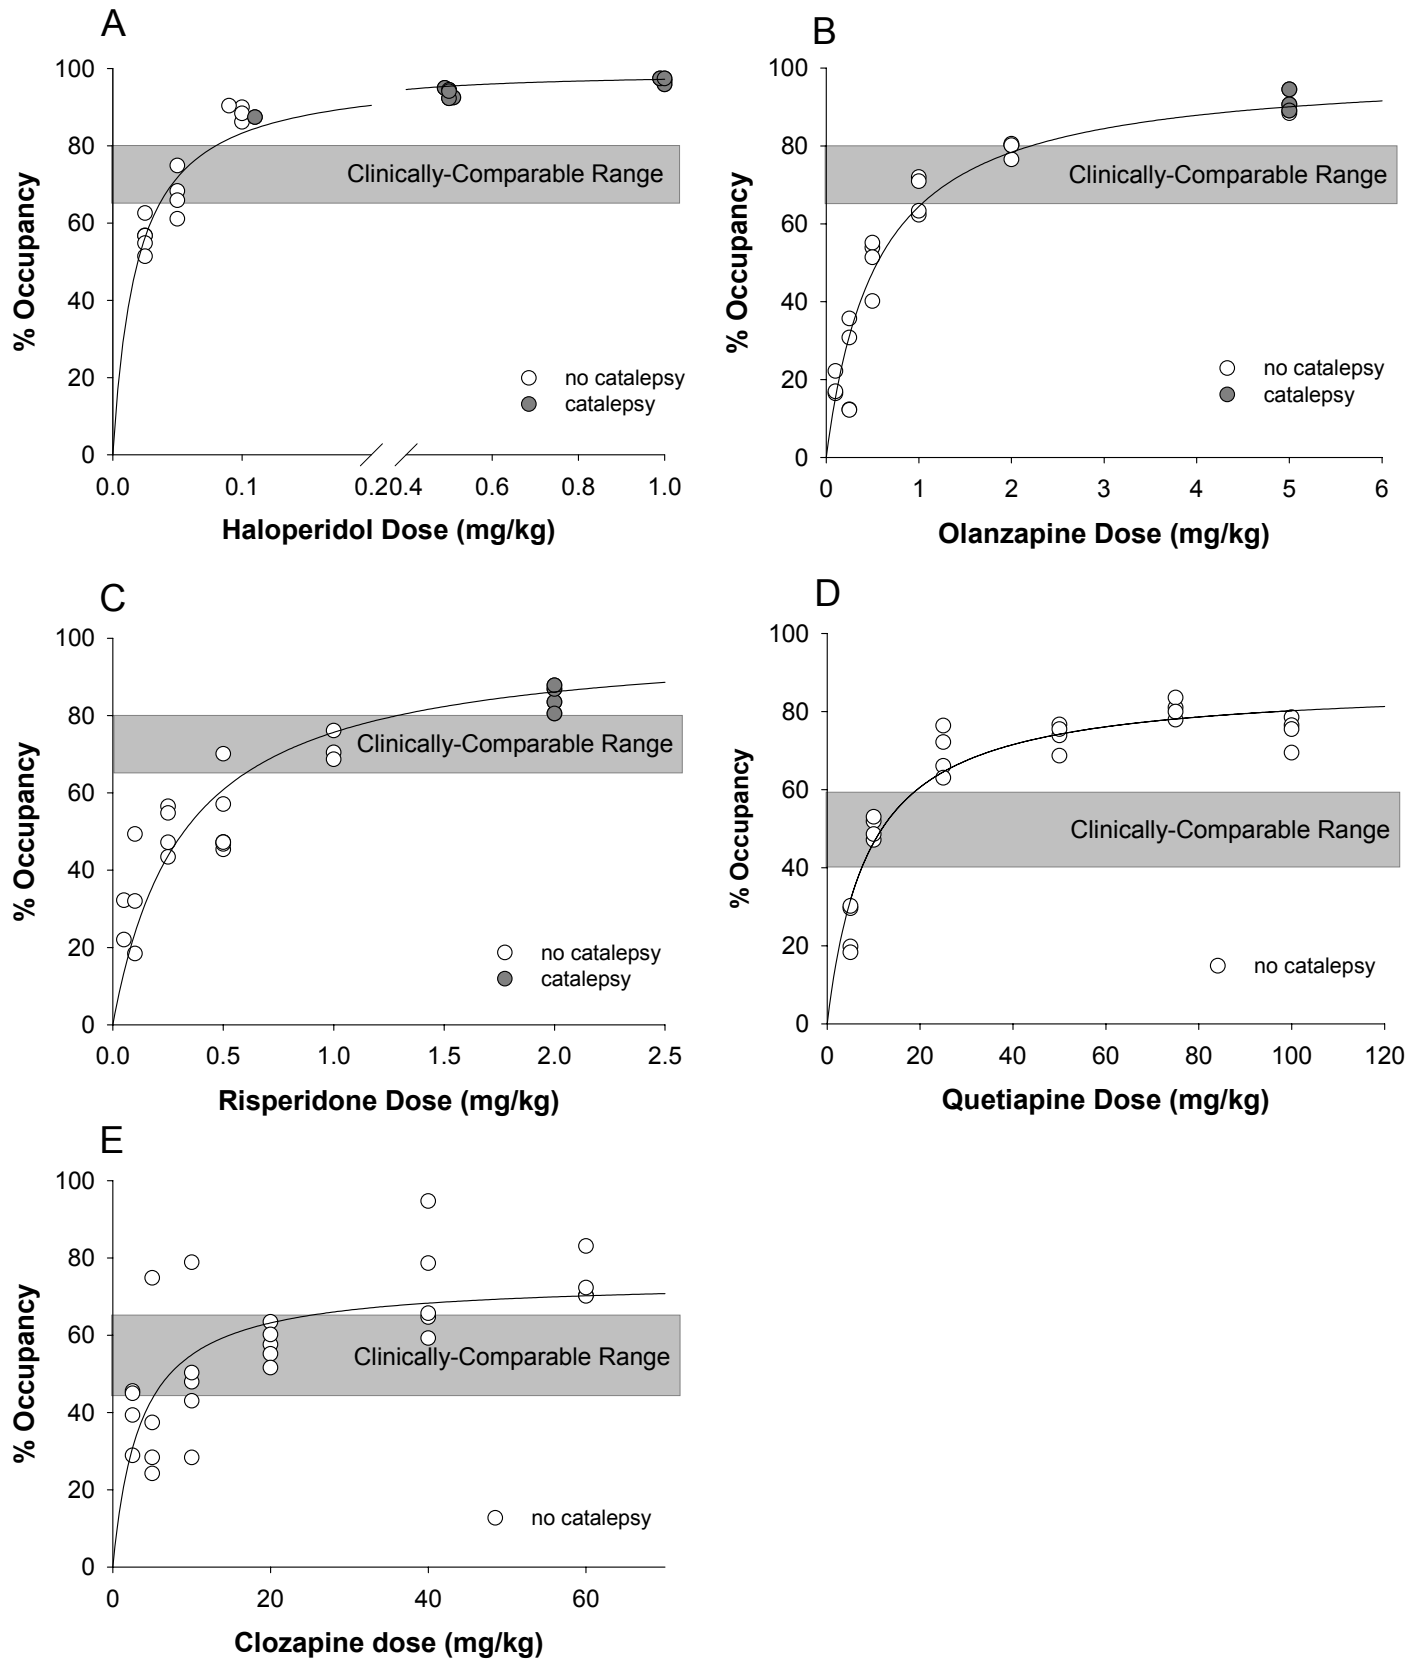 A
100
80
60
40
20
0
% Occupancy
Clinically-Comparable Range
no catalepsy
catalepsy
0.0 0.1 0.2 0.4 0.6 0.8 1.0
Haloperidol Dose (mg/kg)
B
100
80
60
40
20
0
% Occupancy
Clinically-Comparable Range
no catalepsy
catalepsy
0 1 2 3 4 5 6
Olanzapine Dose (mg/kg)
C
100
80
60
40
20
0
% Occupancy
Clinically-Comparable Range
no catalepsy
catalepsy
0.0 0.5 1.0 1.5 2.0 2.5
Risperidone Dose (mg/kg)
D
100
80
60
40
20
0
% Occupancy
Clinically-Comparable Range
no catalepsy
0 20 40 60 80 100 120
Quetiapine Dose (mg/kg)
E
100
80
60
40
20
0
% Occupancy
Clinically-Comparable Range
no catalepsy
0 20 40 60
Clozapine dose (mg/kg)